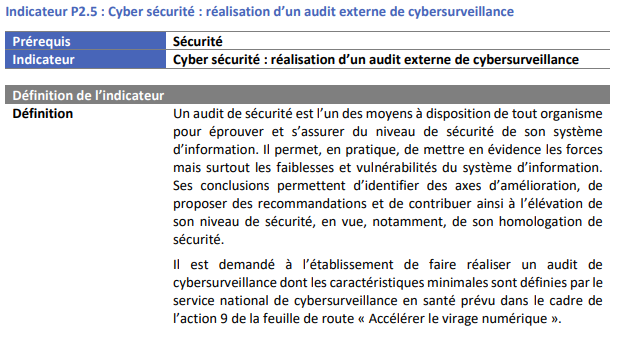 Indicateur P2.5 : Cyber sécurité : réalisation d’un audit externe de cybersurveillance
Prérequis Sécurité
Indicateur Cyber sécurité : réalisation d’un audit externe de cybersurveillance
Définition de l’indicateur
Définition Un audit de sécurité est l’un des moyens à disposition de tout organisme
pour éprouver et s’assurer du niveau de sécurité de son système
d’information. Il permet, en pratique, de mettre en évidence les forces
mais surtout les faiblesses et vulnérabilités du système d’information.
Ses conclusions permettent d’identifier des axes d’amélioration, de
proposer des recommandations et de contribuer ainsi à l’élévation de
son niveau de sécurité, en vue, notamment, de son homologation de
sécurité.
Il est demandé à l’établissement de faire réaliser un audit de
cybersurveillance dont les caractéristiques minimales sont définies par le
service national de cybersurveillance en santé prévu dans le cadre de
l’action 9 de la feuille de route « Accélérer le virage numérique ».